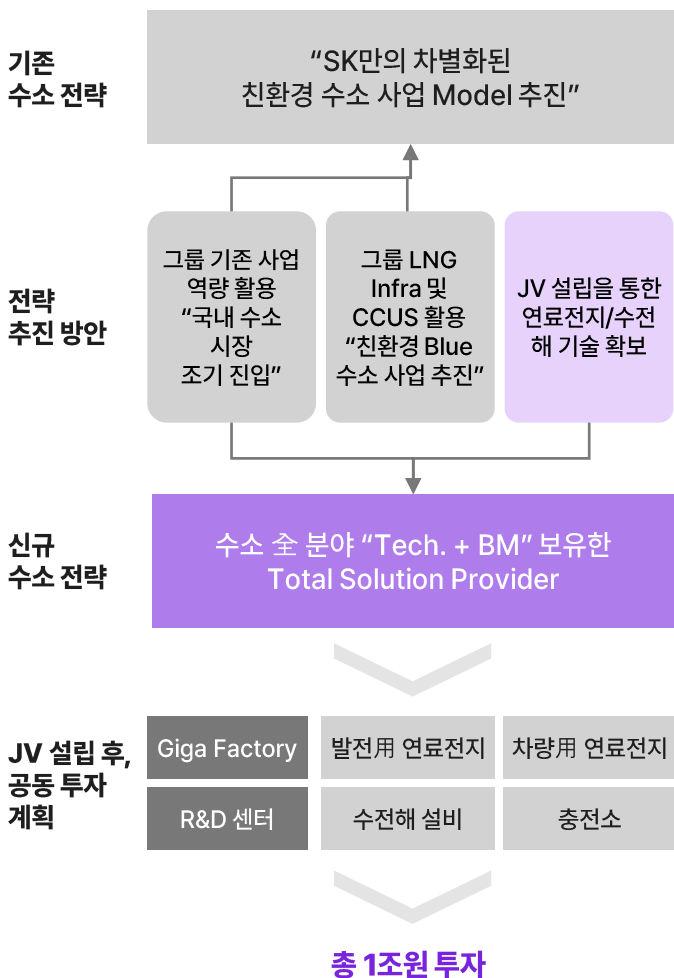 기존
수소 전략
“SK만의 차별화된
친환경 수소 사업 Model 추진”
전략
추진 방안
그룹 기존 사업
역량 활용
“국내 수소
시장
조기 진입”
그룹 LNG
Infra 및
CCUS 활용
“친환경 Blue
수소 사업 추진”
JV 설립을 통한
연료전지/수전
해 기술 확보
신규
수소 전략
수소 全 분야 “Tech. + BM” 보유한
Total Solution Provider
JV 설립 후,
공동 투자
계획
Giga Factory
발전用 연료전지
차량用 연료전지
R&D 센터
수전해 설비
충전소
총 1조원 투자